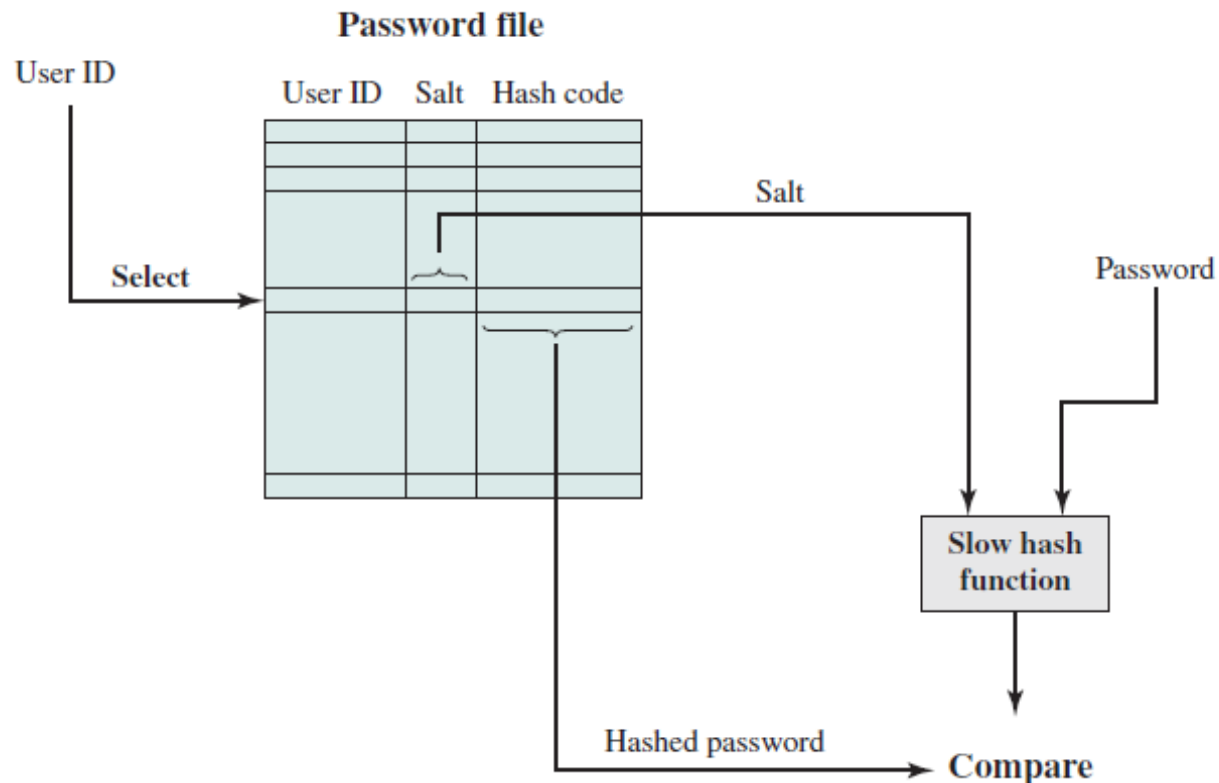 Password file
User ID
User ID Salt Hash code
Salt
Select
Password
Slow hash
function
Hashed password
Compare